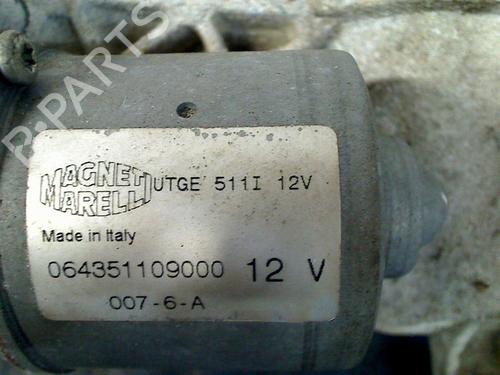 B-PARTS
MAGNETI MARELLI
UTGE 511I 12V
Made in Italy
064351109000 12 V
007-6-A